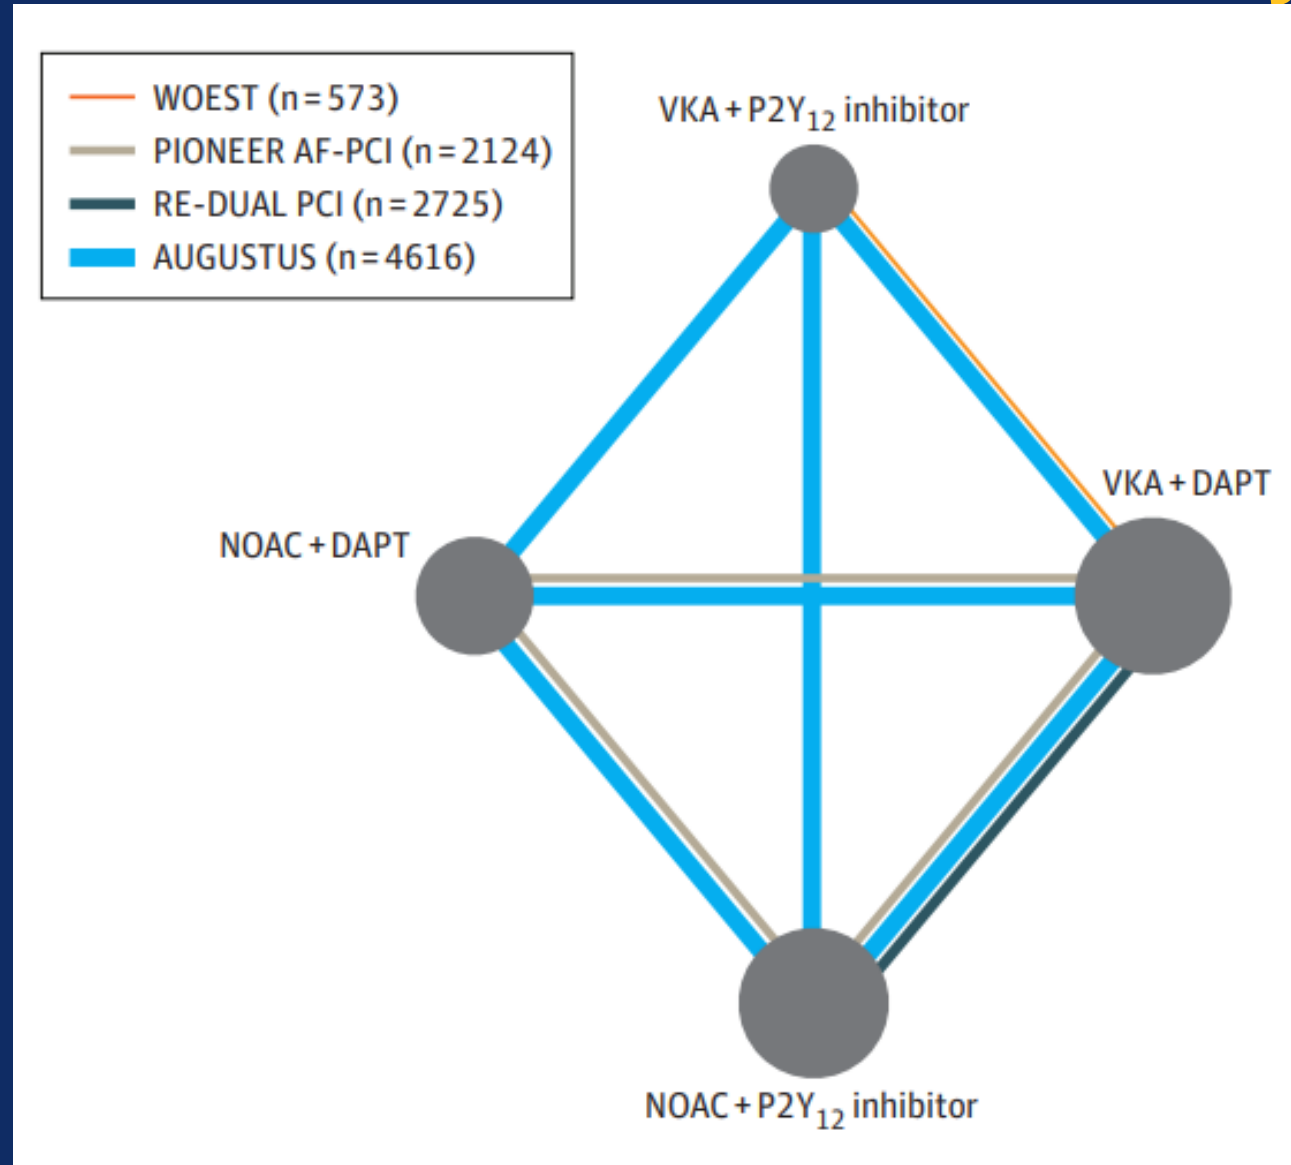 WOEST (n=573)
PIONEER AF-PCI (n=2124)
RE-DUAL PCI (n=2725)
AUGUSTUS (n=4616)
VKA + P2Y12 inhibitor
VKA + DAPT
NOAC + DAPT
NOAC + P2Y12 inhibitor